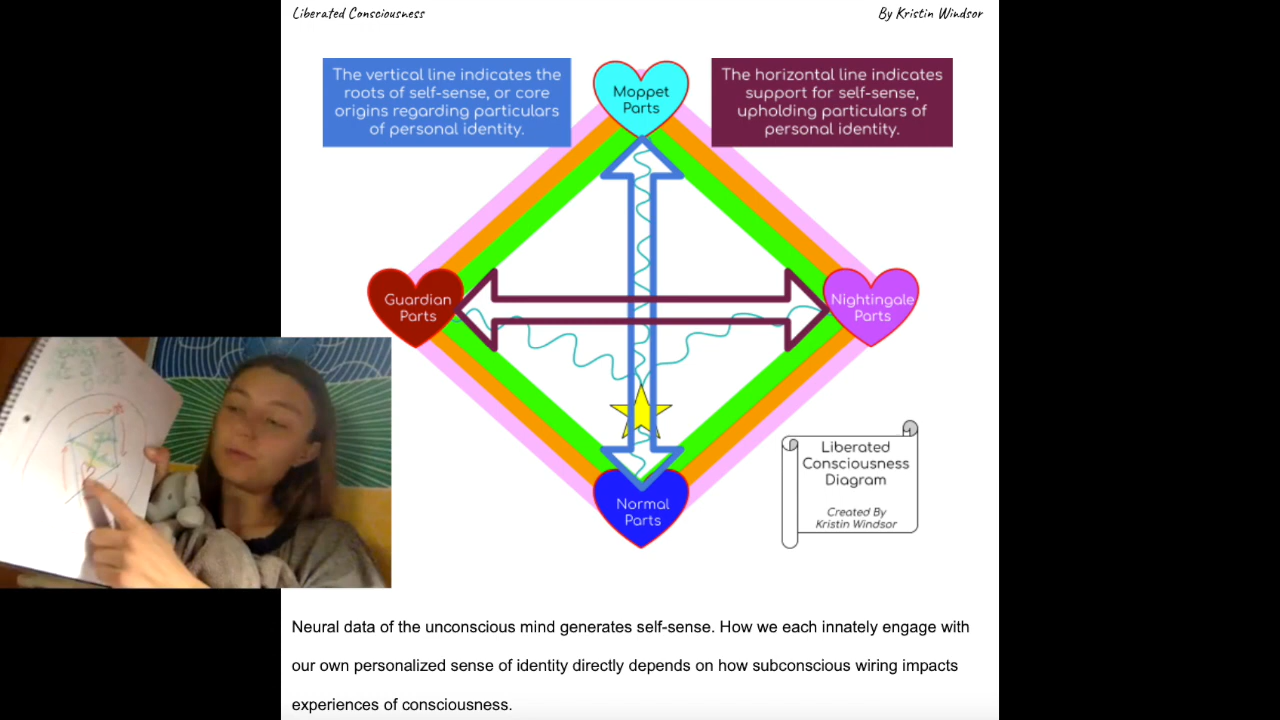 Liberated Consciousness
By Kristin Windsor
The vertical line indicates the
roots of self-sense, or core
origins regarding particulars
of personal identity.
Moppet
Parts
The horizontal line indicates
support for self-sense,
upholding particulars of
personal identity.
Guardian
Parts
Nightingale
Parts
Normal
Parts
Liberated
Consciousness
Diagram
Created By
Kristin Windsor
Neural data of the unconscious mind generates self-sense. How we each innately engage with
our own personalized sense of identity directly depends on how subconscious wiring impacts
experiences of consciousness.